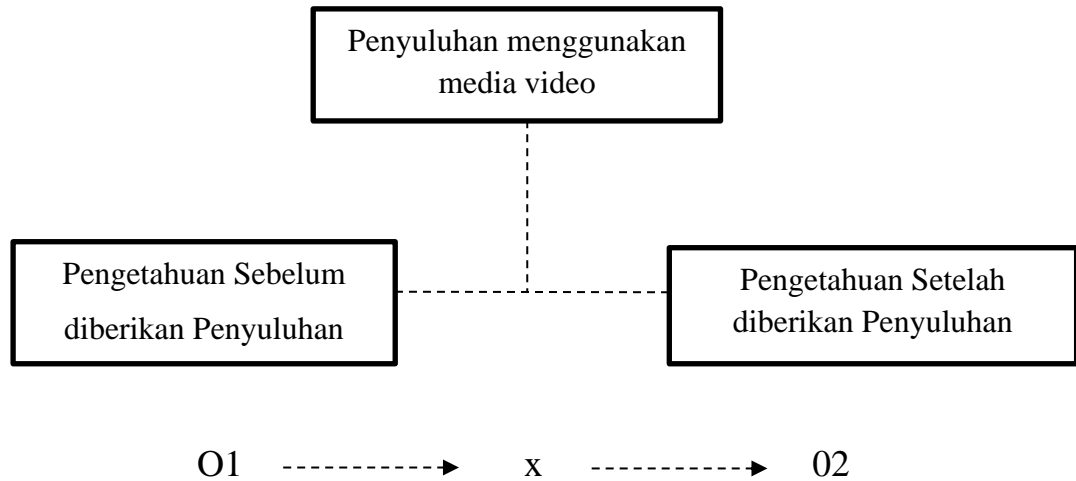 Penyuluhan menggunakan
media video
Pengetahuan Sebelum
diberikan Penyuluhan
Pengetahuan Setelah
diberikan Penyuluhan
O1 x 02